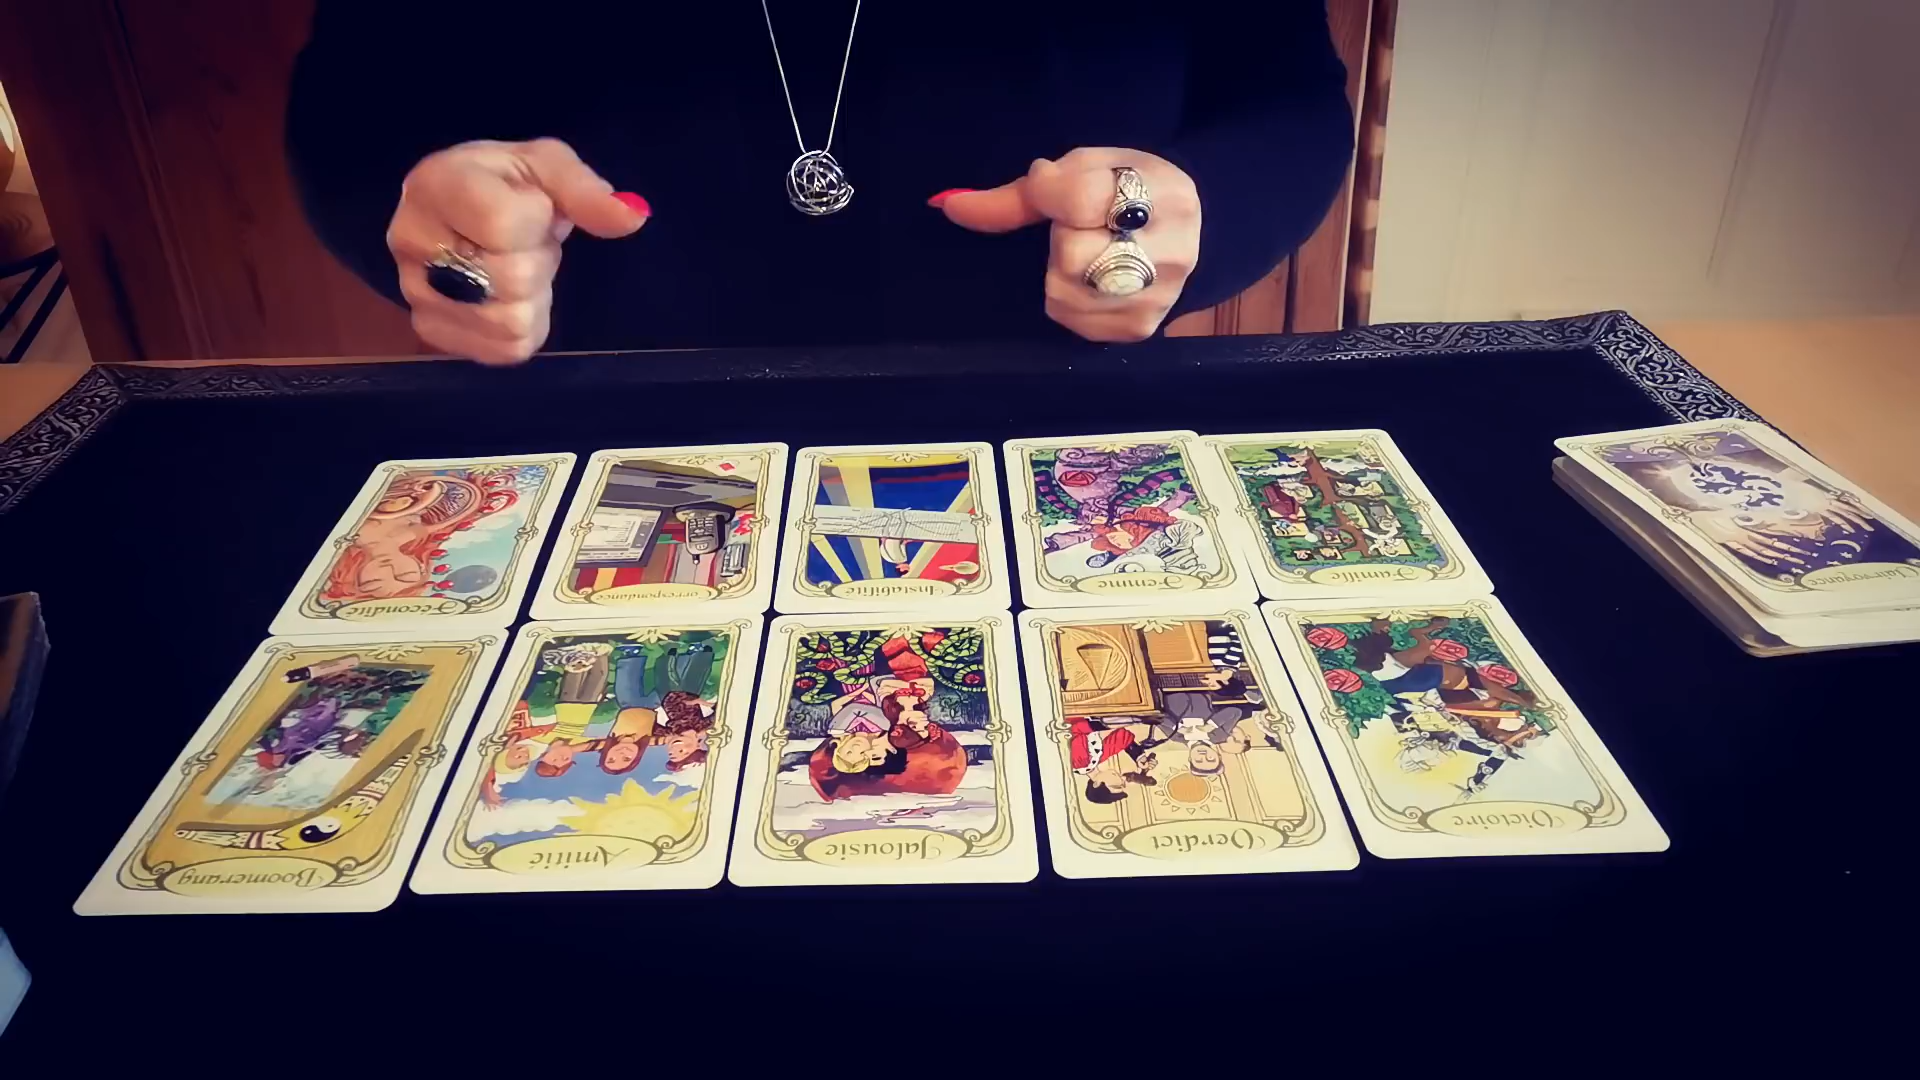 Fécondité
Correspondance
Instabilité
Femme
Famille
Clairvoyance
Boomerang
Amitié
Jalousie
Verdict
Victoire